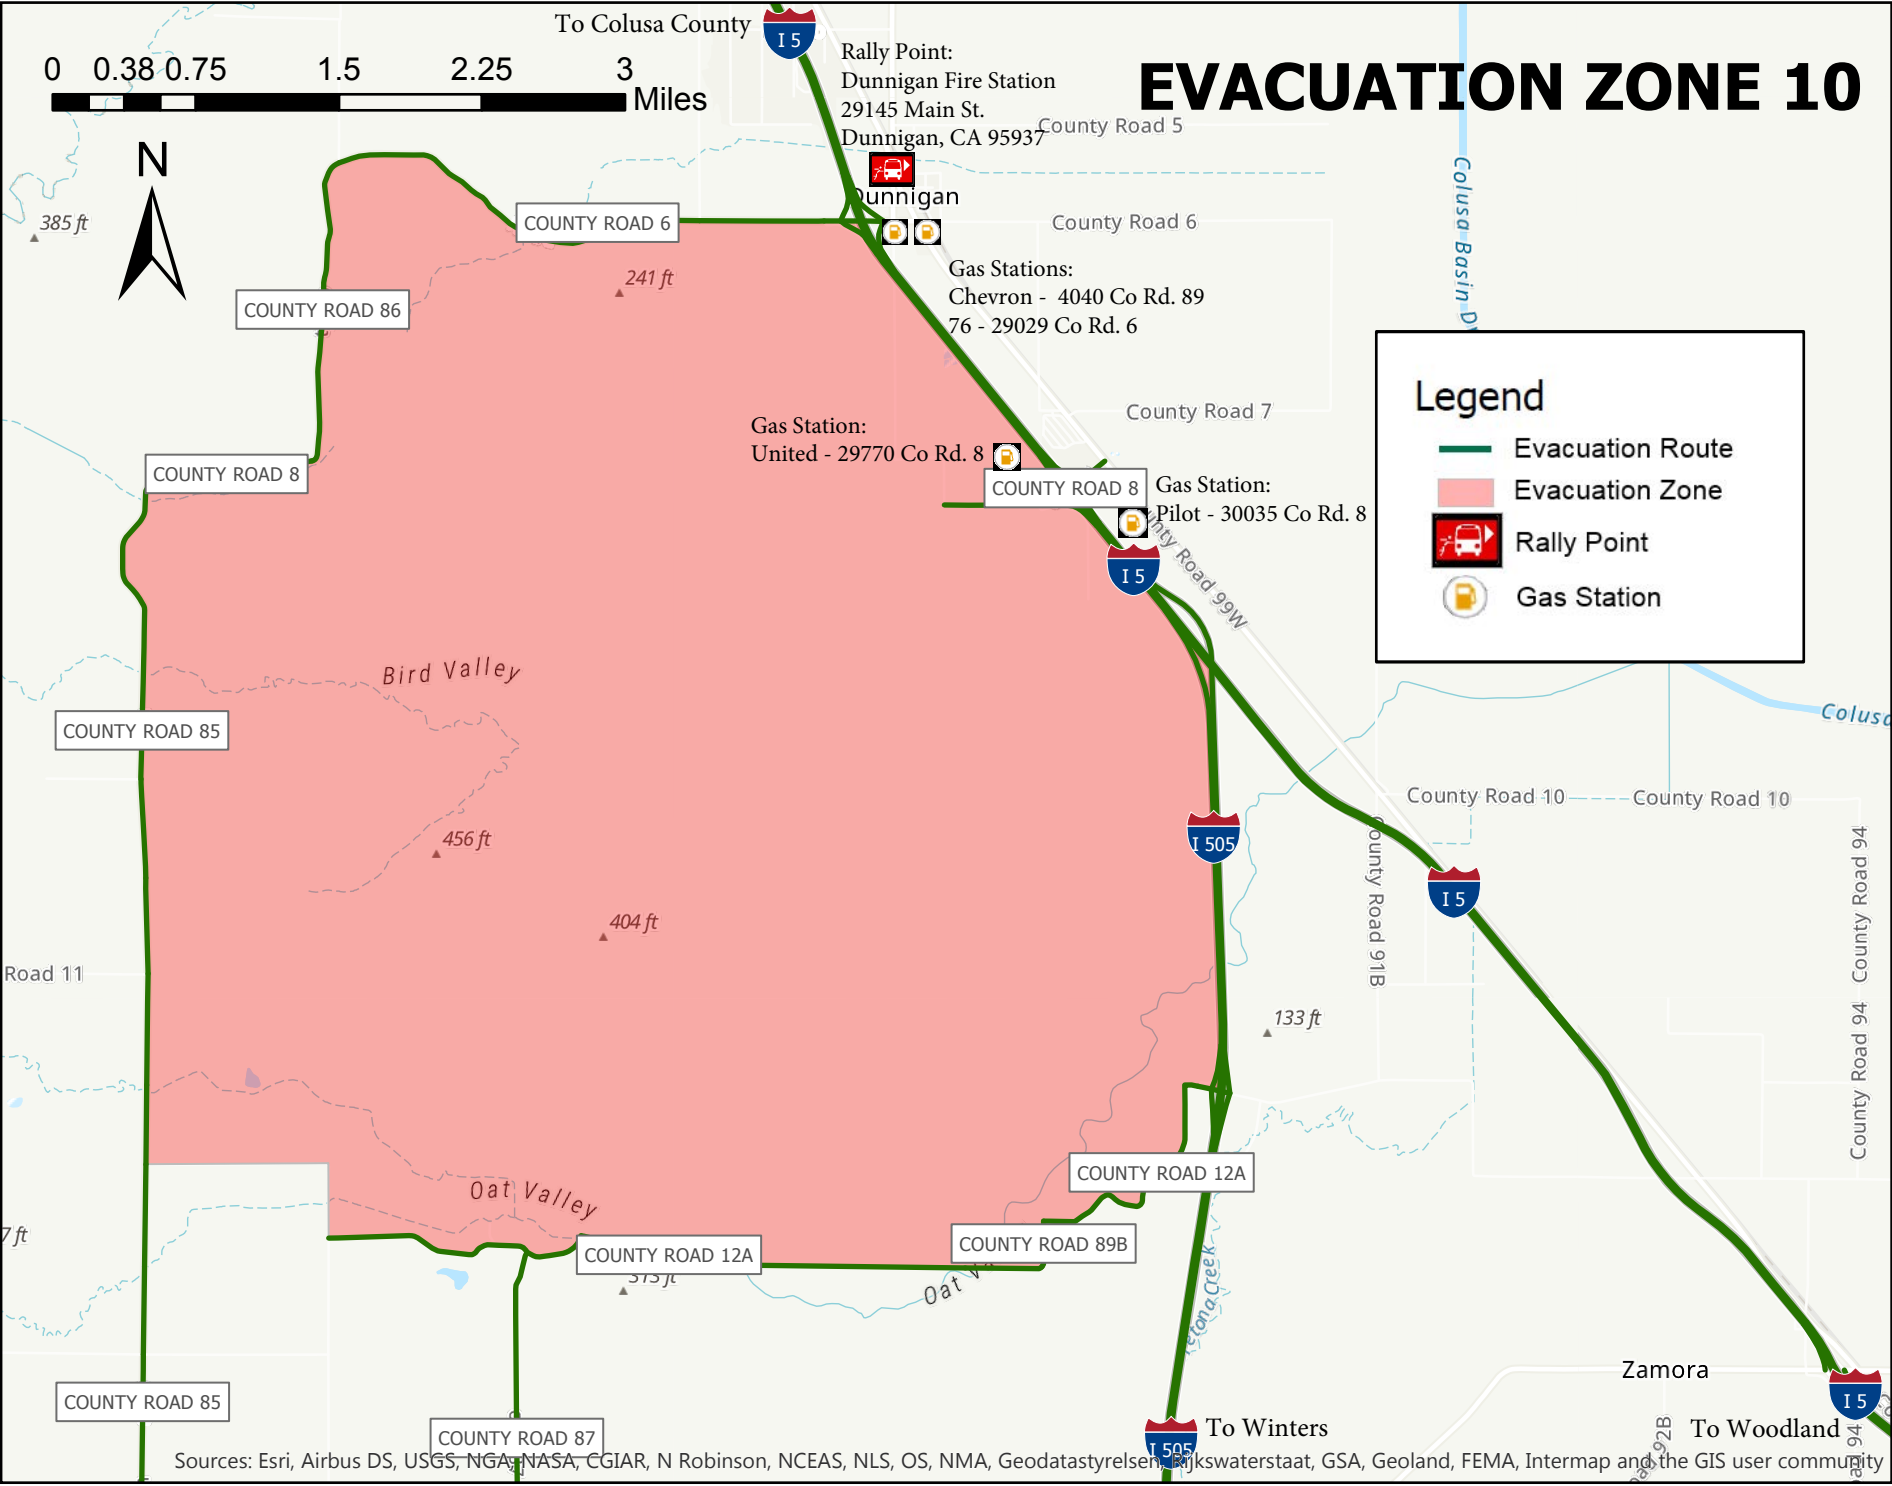 To Colusa County
I 5
EVACUATION ZONE 10
0 0.38 0.75 1.5 2.25 3
Miles
N
Rally Point:
Dunnigan Fire Station
29145 Main St.
Dunnigan, CA 95937
County Road 5
Dunnigan
385 ft
COUNTY ROAD 6
County Road 6
Colusa Basin
241 ft
COUNTY ROAD 86
Gas Stations:
Chevron - 4040 Co Rd. 89
76 - 29029 Co Rd. 6
Legend
Evacuation Route
Evacuation Zone
Rally Point
Gas Station
County Road 7
Gas Station:
United - 29770 Co Rd. 8
COUNTY ROAD 8
COUNTY ROAD 8
Gas Station:
Pilot - 30035 Co Rd. 8
I 5
Road 99W
Bird Valley
COUNTY ROAD 85
Colusa
County Road 10
County Road 10
456 ft
I 505
County Road 91B
County Road 94
I 5
404 ft
Road 11
133 ft
County Road 94
COUNTY ROAD 12A
Oat Valley
7 ft
COUNTY ROAD 12A
COUNTY ROAD 89B
313 ft
Oat
Creek
Zamora
COUNTY ROAD 85
I 5
COUNTY ROAD 87
I 505
To Winters
To Woodland
92B
94
Sources: Esri, Airbus DS, USGS, NGA, NASA, CGIAR, N Robinson, NCEAS, NLS, OS, NMA, Geodatastyrelsen, Rijkswaterstaat, GSA, Geoland, FEMA, Intermap and the GIS user community